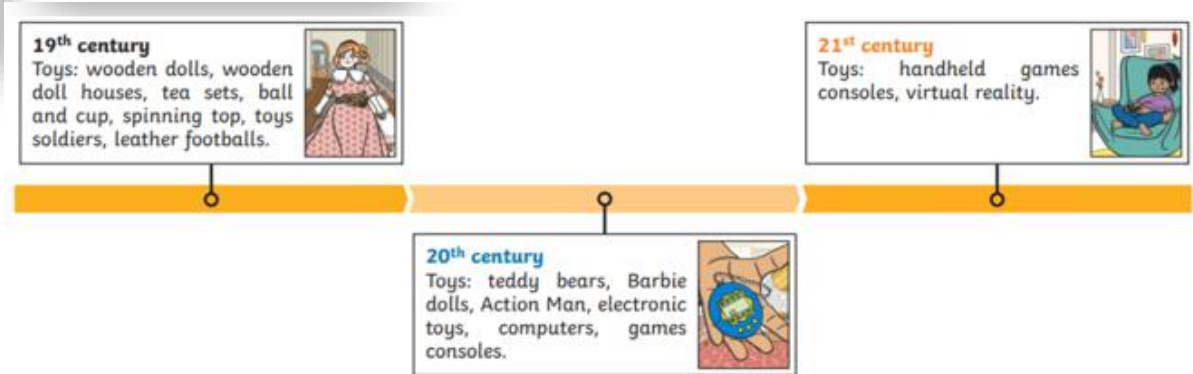 19th century
Toys: wooden dolls, wooden
doll houses, tea sets, ball
and cup, spinning top, toys
soldiers, leather footballs.
20th century
Toys: teddy bears, Barbie
dolls, Action Man, electronic
toys, computers, games
consoles.
21st century
Toys: handheld games
consoles, virtual reality.